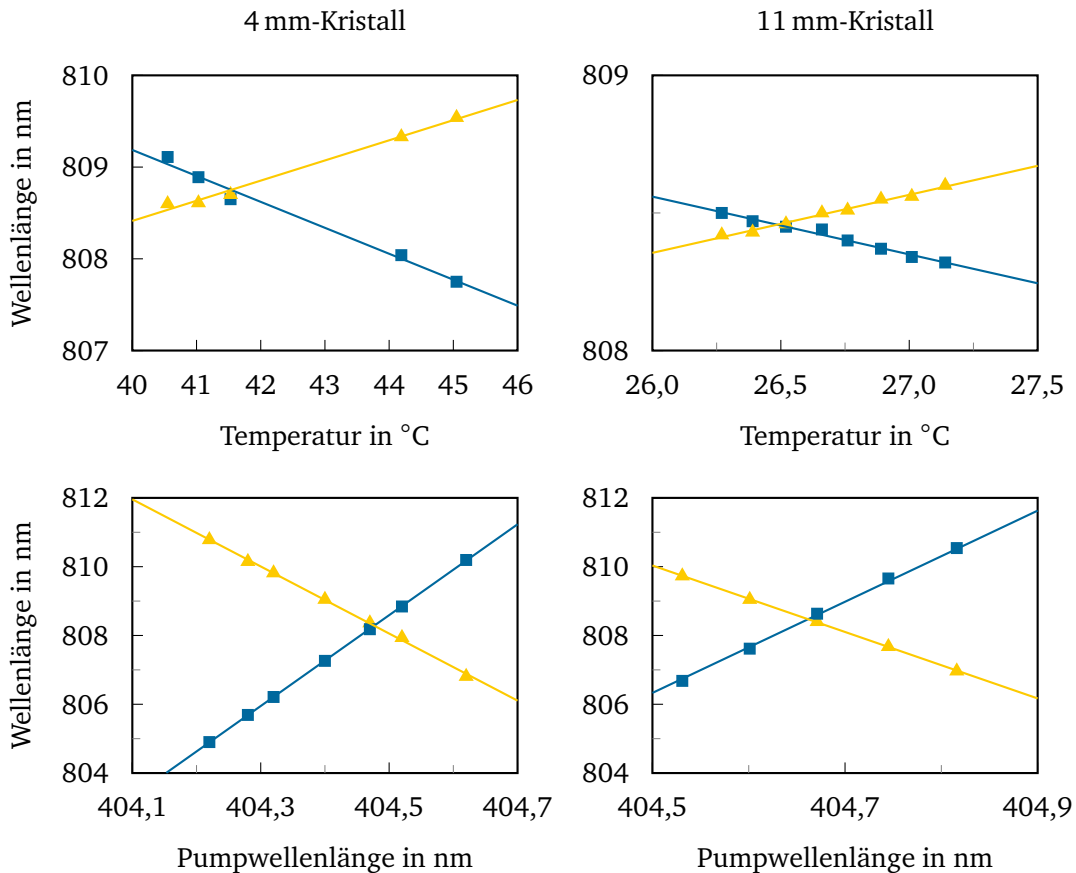 4 mm-Kristall
11 mm-Kristall
Wellenlänge in nm
810
809
808
807
40 41 42 43 44 45 46
Temperatur in °C
809
808
26,0 26,5 27,0 27,5
Temperatur in °C
Wellenlänge in nm
812
810
808
806
804
404,1 404,3 404,5 404,7
Pumpwellenlänge in nm
812
810
808
806
804
404,5 404,7 404,9
Pumpwellenlänge in nm